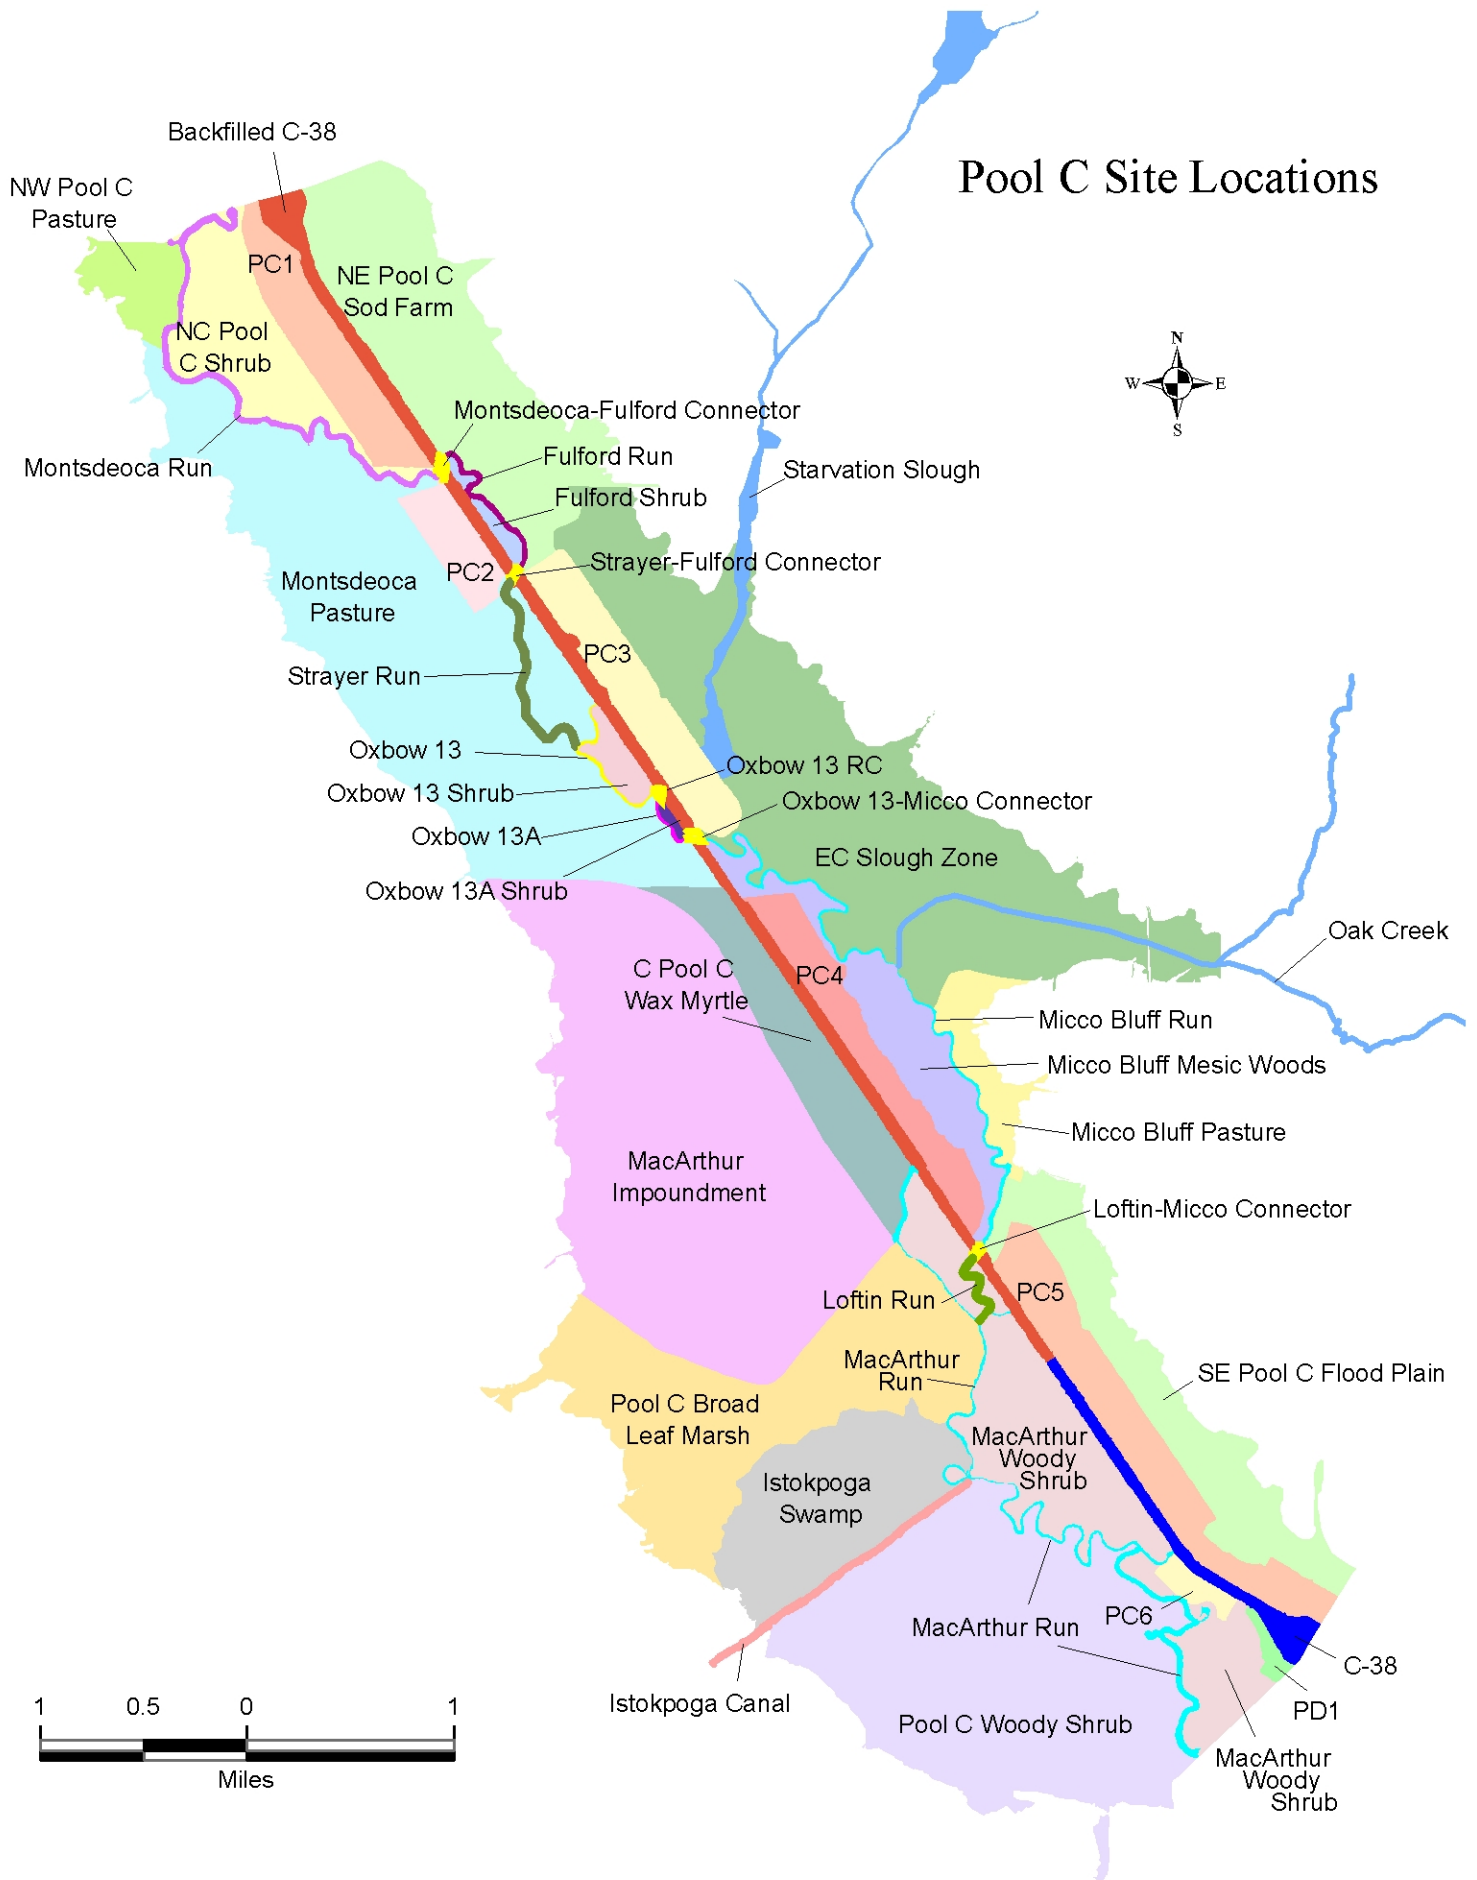 Pool C Site Locations
Backfilled C-38
NW Pool C
Pasture
PC1
NE Pool C
Sod Farm
NC Pool
C Shrub
N
W
E
S
Montsdeoca-Fulford Connector
Fulford Run
Montsdeoca Run
Starvation Slough
Fulford Shrub
Strayer-Fulford Connector
PC2
Montsdeoca
Pasture
PC3
Strayer Run
Oxbow 13
Oxbow 13 RC
Oxbow 13 Shrub
Oxbow 13-Micco Connector
Oxbow 13A
EC Slough Zone
Oxbow 13A Shrub
Oak Creek
C Pool C
Wax Myrtle
PC4
Micco Bluff Run
Micco Bluff Mesic Woods
Micco Bluff Pasture
MacArthur
Impoundment
Loftin-Micco Connector
Loftin Run
PC5
MacArthur
Run
SE Pool C Flood Plain
Pool C Broad
Leaf Marsh
MacArthur
Woody
Shrub
Istokpoga
Swamp
PC6
MacArthur Run
C-38
Istokpoga Canal
PD1
Pool C Woody Shrub
MacArthur
Woody
Shrub
1 0.5 0 1
Miles